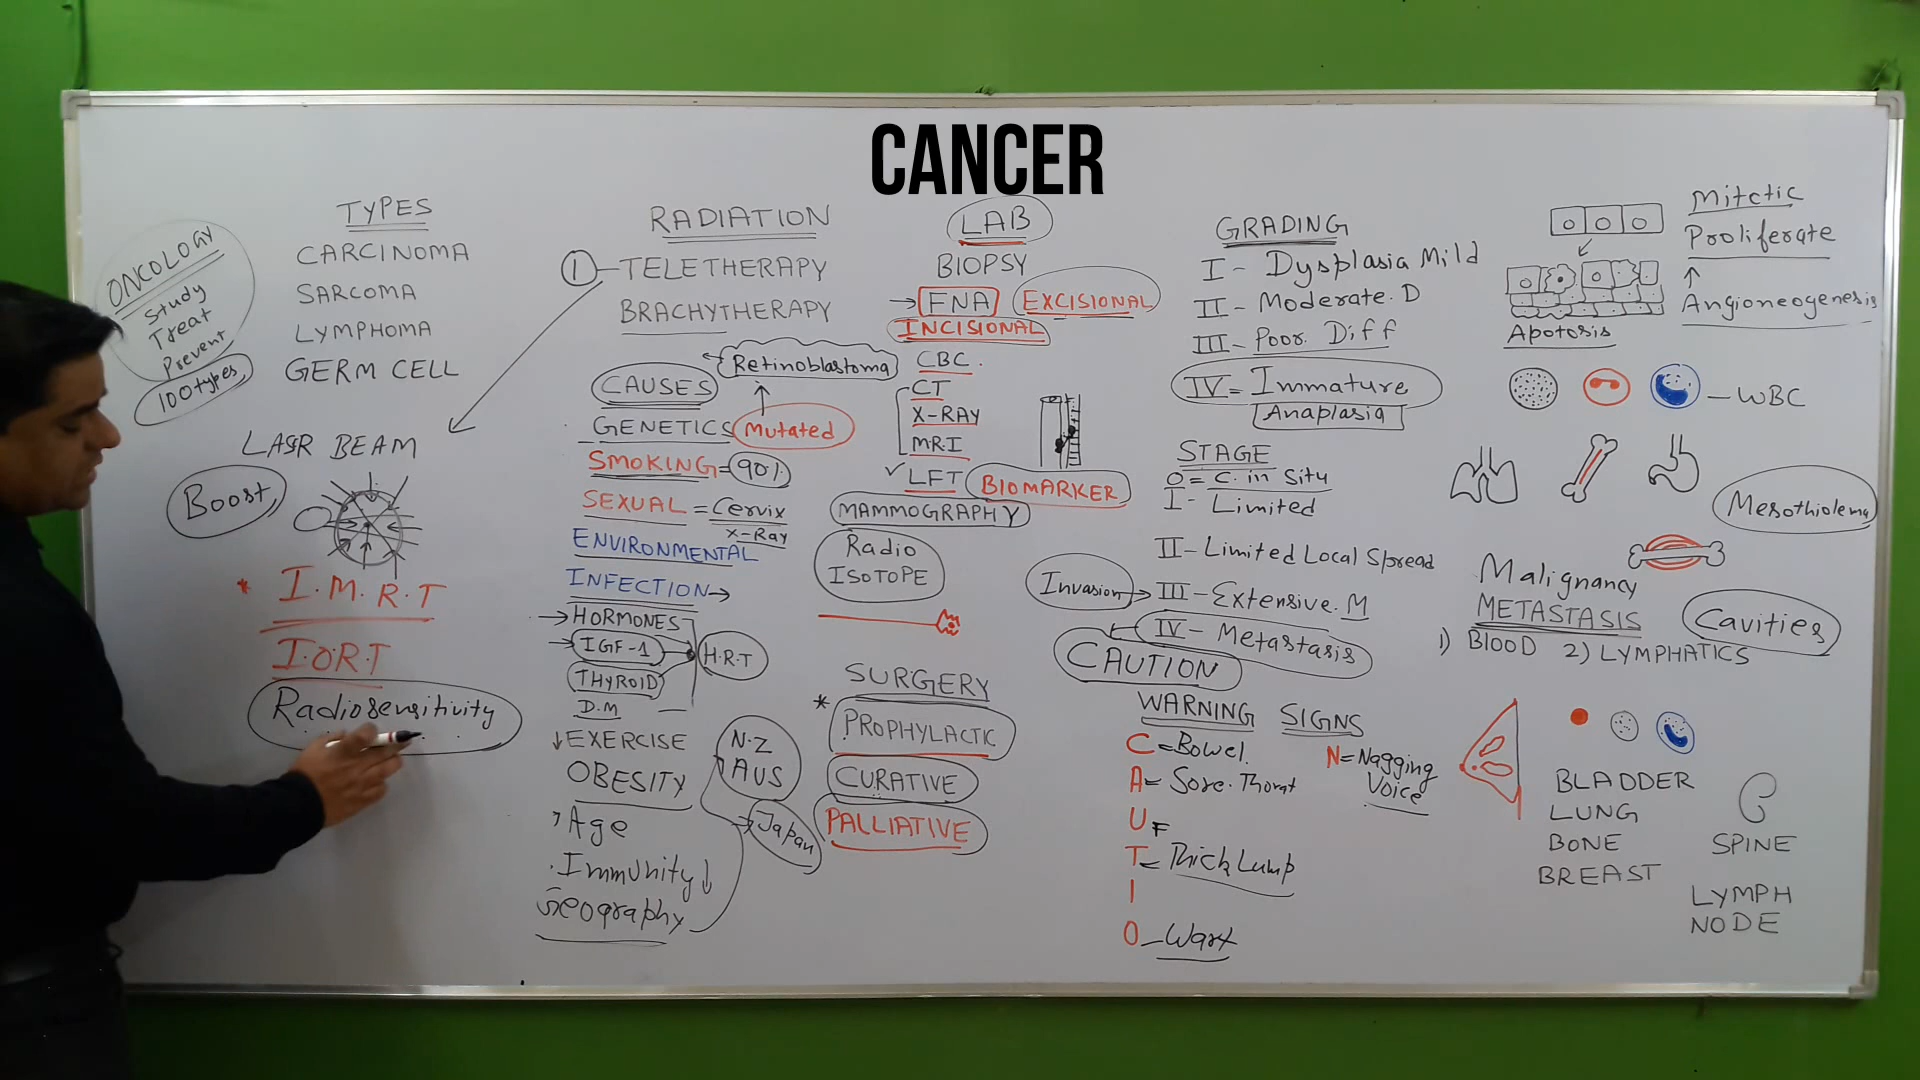 CANCER
ONCOLOGY
Study
Treat
Prevent
100 types
TYPES
CARCINOMA
SARCOMA
LYMPHOMA
GERM CELL
LASR BEAM
Boost
* I.M.R.T
I.O.R.T
Radiosensitivity
RADIATION
1 - TELETHERAPY
BRACHYTHERAPY
Retinoblastoma
CAUSES
GENETICS Mutated
SMOKING = 90%
SEXUAL = Cervix
X-Ray
ENVIRONMENTAL
INFECTION →
→ HORMONES
→ IGF-1
H.R.T
THYROID
D.M
↓ EXERCISE
OBESITY
Age
Immunity ↓
Geography
N.Z
AUS
Japan
LAB
BIOPSY
→ FNA EXCISIONAL
INCISIONAL
CBC.
CT
X-RAY
MRI
✓ LFT BIOMARKER
MAMMOGRAPHY
Radio
ISOTOPE
SURGERY
* PROPHYLACTIC
CURATIVE
PALLIATIVE
GRADING
I - Dysplasia Mild
II - Moderate. D
III - Poor. Diff
IV = Immature
Anaplasia
STAGE
0 = C. in Situ
I - Limited
II - Limited Local Spread
Invasion → III - Extensive. M
IV - Metastasis
CAUTION
WARNING SIGNS
C = Bowel.
A = Sore. Thorat
U F
T = Thick Lump
I
O - Wart
N = Nagging
Voice
Mitctic
Proliferate
↑
Angioneogenesis
Apotosis
- WBC
Mesothiolema
Malignancy
METASTASIS
Cavities
1) BLOOD 2) LYMPHATICS
BLADDER
LUNG
BONE
BREAST
SPINE
LYMPH
NODE